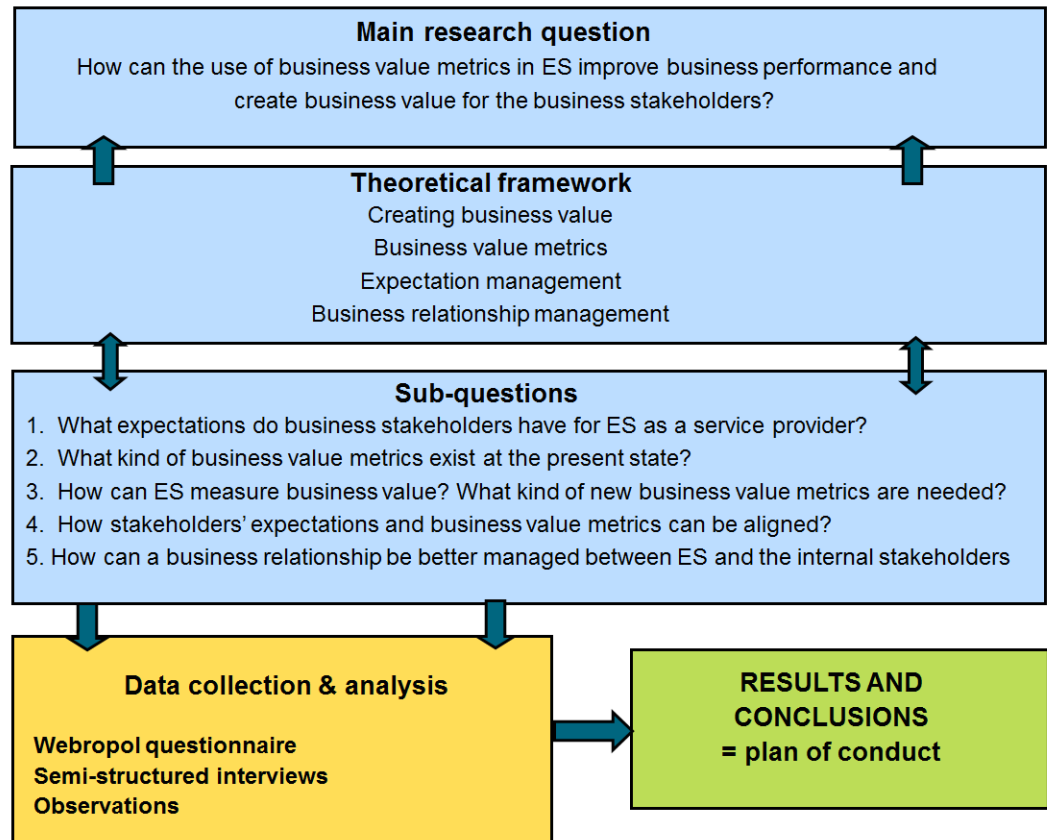 Main research question
How can the use of business value metrics in ES improve business performance and
create business value for the business stakeholders?
Theoretical framework
Creating business value
Business value metrics
Expectation management
Business relationship management
Sub-questions
1. What expectations do business stakeholders have for ES as a service provider?
2. What kind of business value metrics exist at the present state?
3. How can ES measure business value? What kind of new business value metrics are needed?
4. How stakeholders’ expectations and business value metrics can be aligned?
5. How can a business relationship be better managed between ES and the internal stakeholders
Data collection & analysis
Webropol questionnaire
Semi-structured interviews
Observations
RESULTS AND
CONCLUSIONS
= plan of conduct